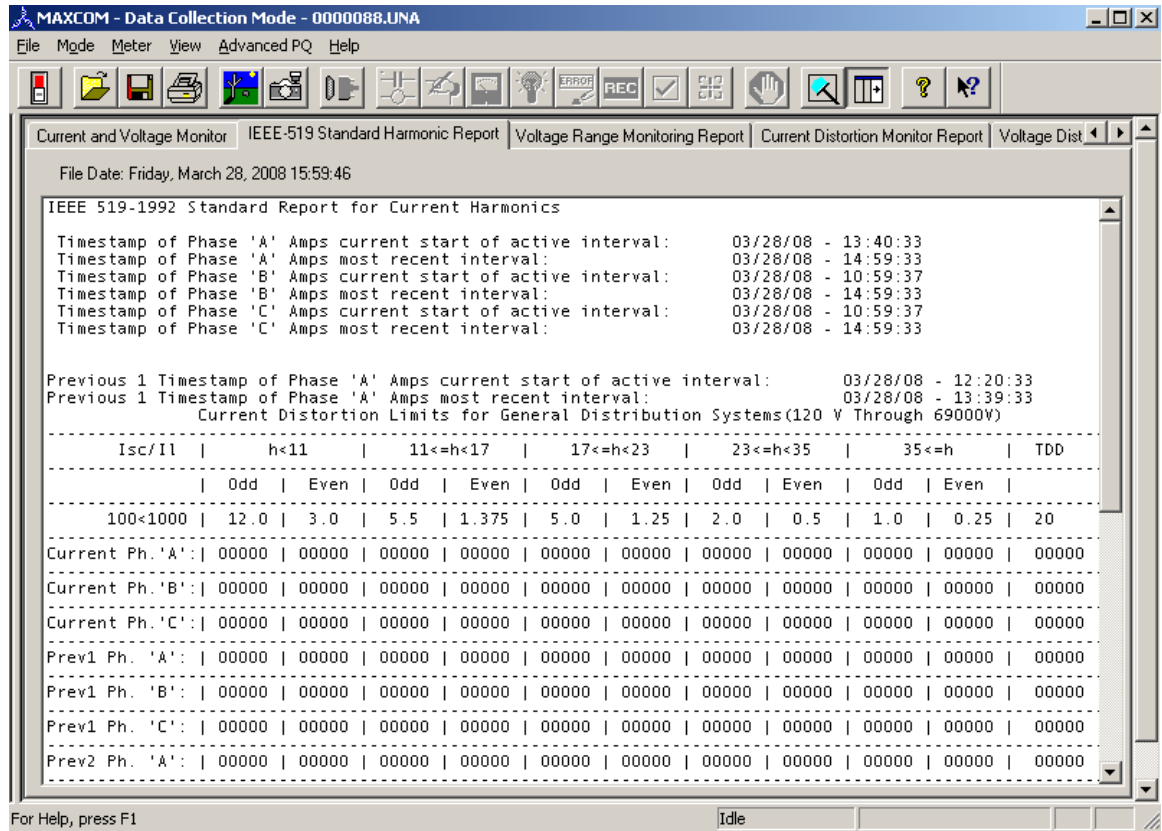 MAXCOM - Data Collection Mode - 0000088.UNA
File Mode Meter View Advanced PQ Help
ERROR REC
Current and Voltage Monitor IEEE-519 Standard Harmonic Report Voltage Range Monitoring Report Current Distortion Monitor Report Voltage Dist
File Date: Friday, March 28, 2008 15:59:46
IEEE 519-1992 Standard Report for Current Harmonics
Timestamp of Phase 'A' Amps current start of active interval: 03/28/08 - 13:40:33
Timestamp of Phase 'A' Amps most recent interval: 03/28/08 - 14:59:33
Timestamp of Phase 'B' Amps current start of active interval: 03/28/08 - 10:59:37
Timestamp of Phase 'B' Amps most recent interval: 03/28/08 - 14:59:33
Timestamp of Phase 'C' Amps current start of active interval: 03/28/08 - 10:59:37
Timestamp of Phase 'C' Amps most recent interval: 03/28/08 - 14:59:33
Previous 1 Timestamp of Phase 'A' Amps current start of active interval: 03/28/08 - 12:20:33
Previous 1 Timestamp of Phase 'A' Amps most recent interval: 03/28/08 - 13:39:33
Current Distortion Limits for General Distribution Systems(120 V Through 69000V)
Isc/Il | h<11 | 11<=h<17 | 17<=h<23 | 23<=h<35 | 35<=h | TDD
| Odd | Even | Odd | Even | Odd | Even | Odd | Even | Odd | Even |
100<1000 | 12.0 | 3.0 | 5.5 | 1.375 | 5.0 | 1.25 | 2.0 | 0.5 | 1.0 | 0.25 | 20
Current Ph.'A':| 00000 | 00000 | 00000 | 00000 | 00000 | 00000 | 00000 | 00000 | 00000 | 00000 | 00000
Current Ph.'B':| 00000 | 00000 | 00000 | 00000 | 00000 | 00000 | 00000 | 00000 | 00000 | 00000 | 00000
Current Ph.'C':| 00000 | 00000 | 00000 | 00000 | 00000 | 00000 | 00000 | 00000 | 00000 | 00000 | 00000
Prev1 Ph. 'A': | 00000 | 00000 | 00000 | 00000 | 00000 | 00000 | 00000 | 00000 | 00000 | 00000 | 00000
Prev1 Ph. 'B': | 00000 | 00000 | 00000 | 00000 | 00000 | 00000 | 00000 | 00000 | 00000 | 00000 | 00000
Prev1 Ph. 'C': | 00000 | 00000 | 00000 | 00000 | 00000 | 00000 | 00000 | 00000 | 00000 | 00000 | 00000
Prev2 Ph. 'A': | 00000 | 00000 | 00000 | 00000 | 00000 | 00000 | 00000 | 00000 | 00000 | 00000 | 00000
For Help, press F1 Idle